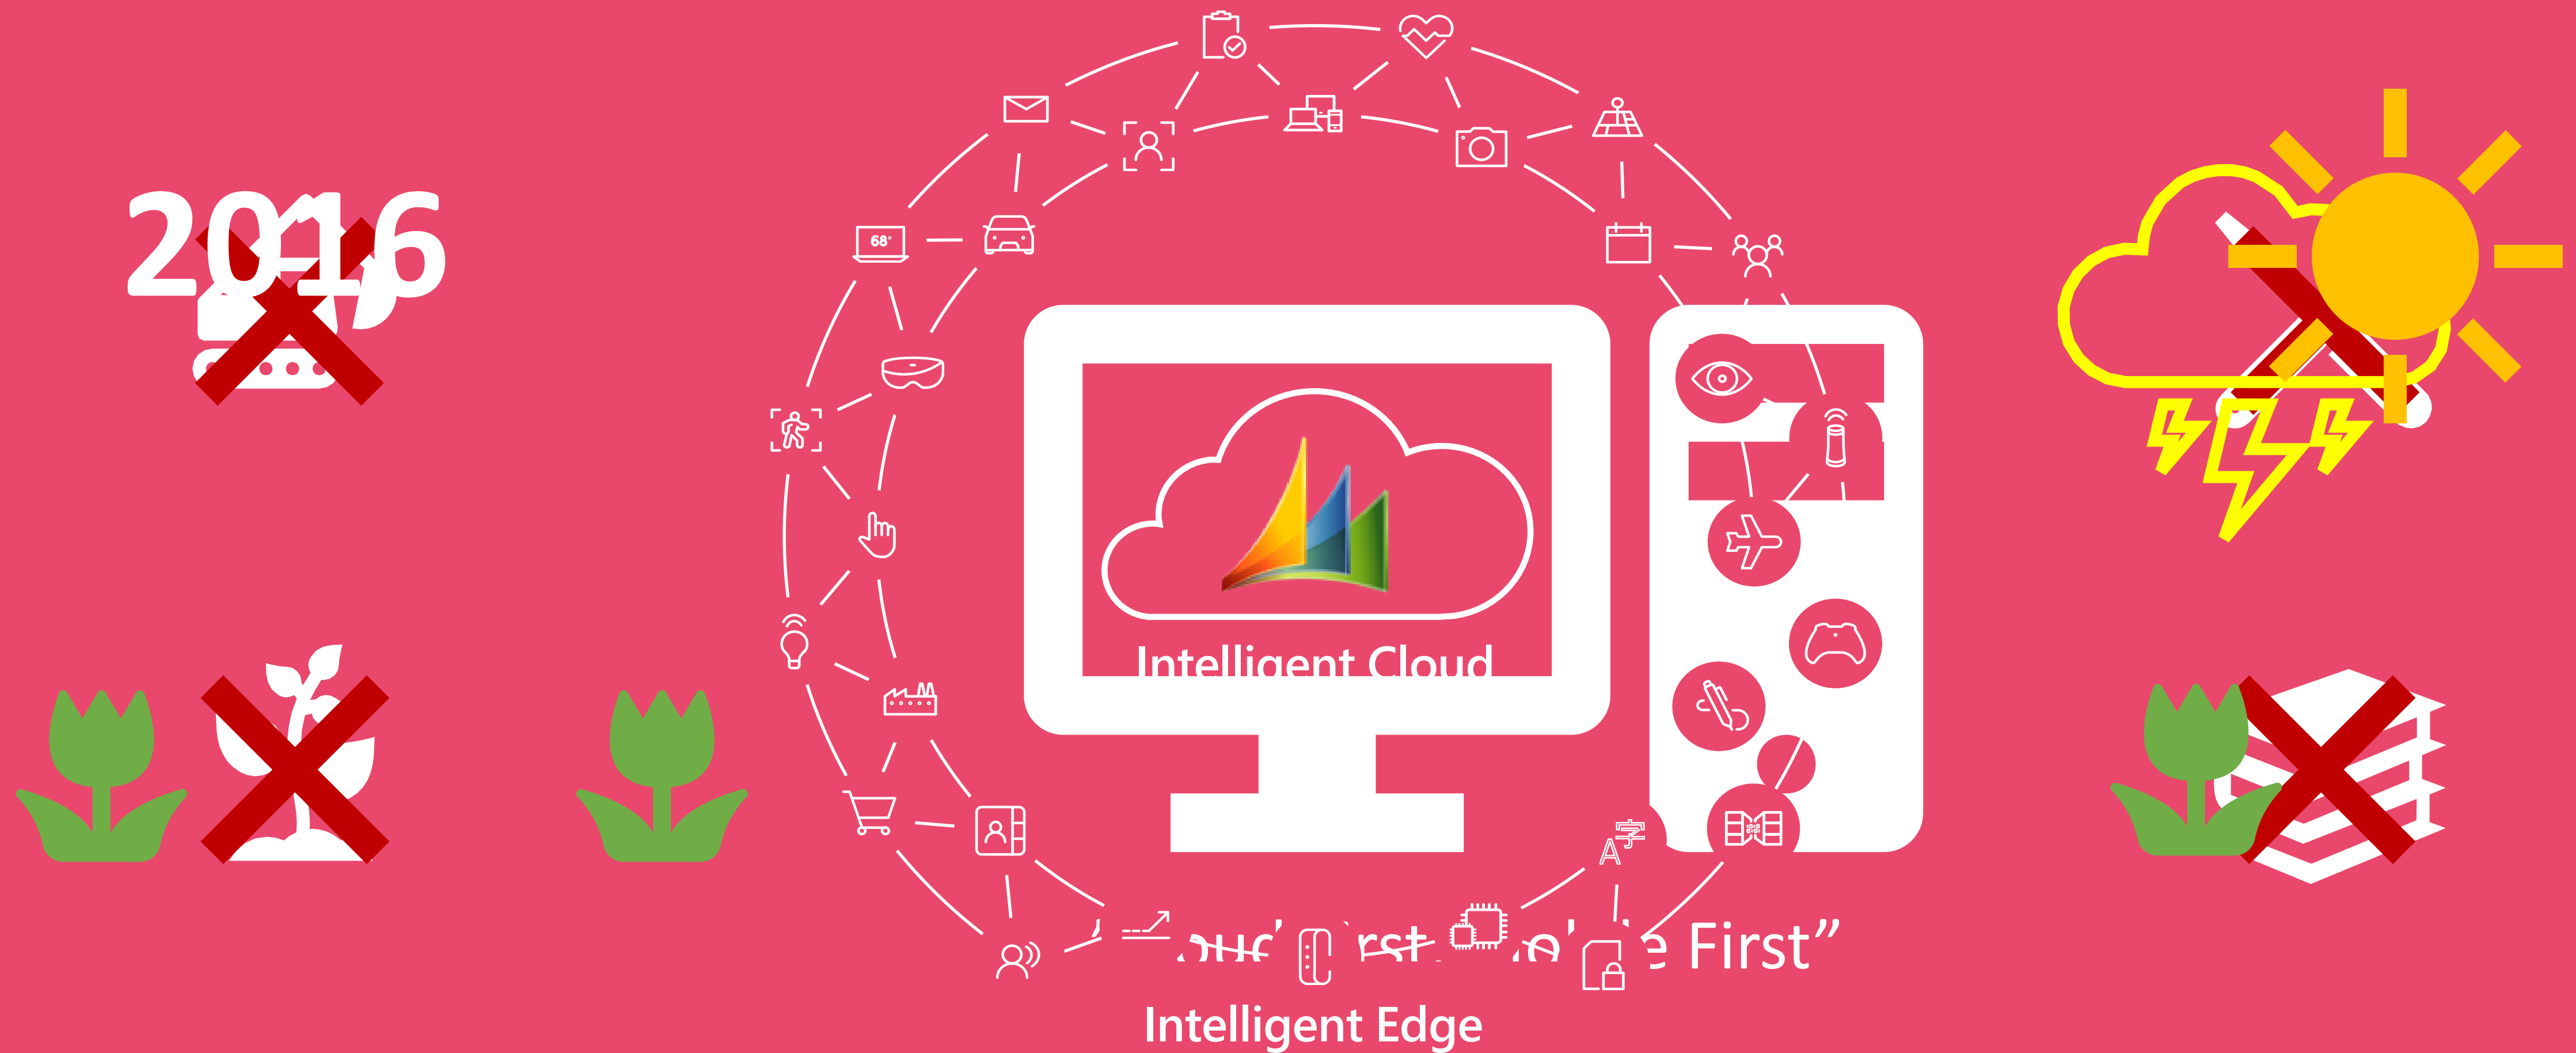 2016
68°
Intelligent Cloud
A字
First”
Intelligent Edge